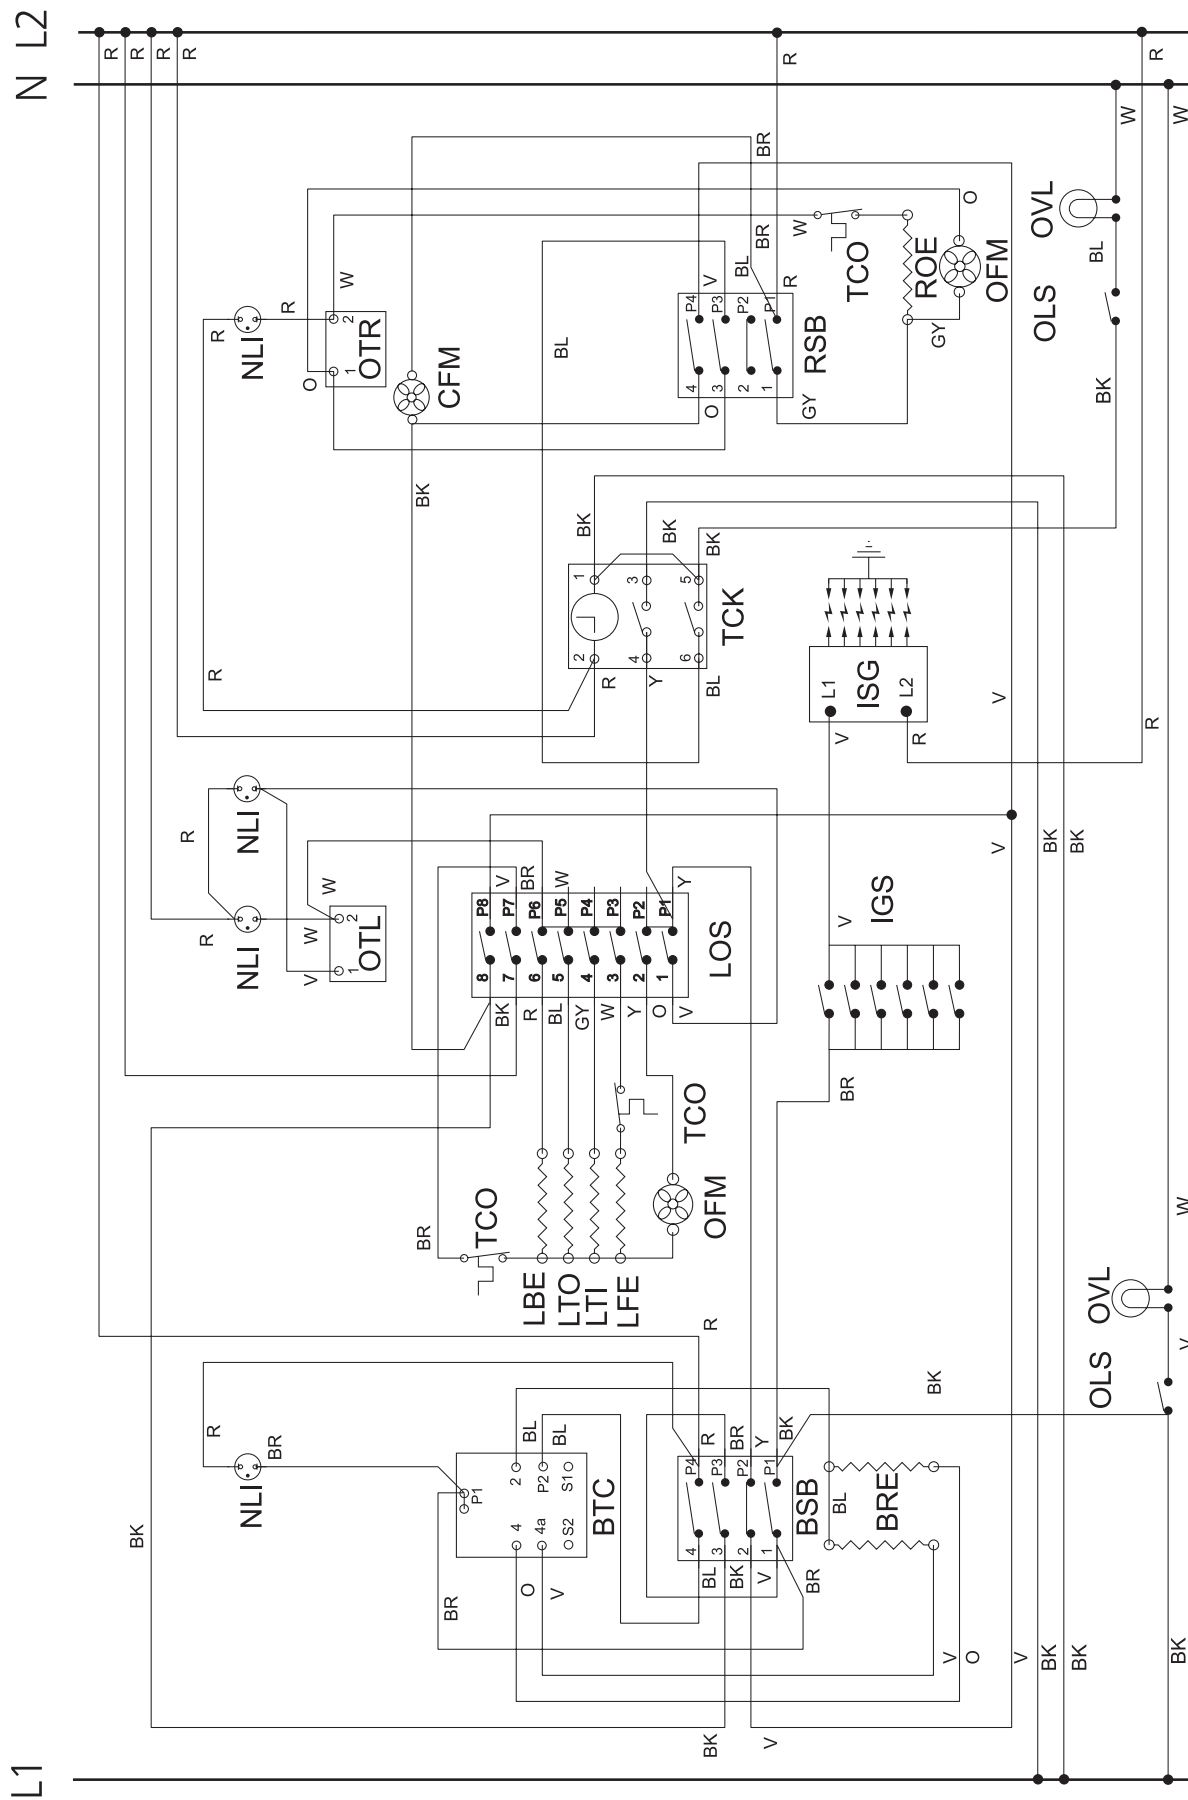 L2
N
R
R
R
R
R
R
W
W
BR
OVL
O
R
W
R
NLI
O
1
2
OTR
CFM
BL
V
BL
BR
W
TCO
ROE
OFM
P4
P3
P2
P1
R
4
3
2
1
RSB
O
GY
GY
BL
OLS
BK
BK
BK
BK
BK
1
2
3
4
5
6
TCK
R
R
Y
BL
L1
L2
ISG
V
R
V
R
NLI
R
W
V
BR
W
Y
V
BK
BK
R
NLI
W
V
1
2
OTL
P8
P7
P6
P5
P4
P3
P2
P1
8
7
6
5
4
3
2
1
LOS
V
IGS
BK
R
BL
GY
W
Y
O
V
BR
TCO
TCO
OFM
BR
LBE
LTO
LTI
LFE
R
W
OVL
OLS
V
BK
R
BR
NLI
BL
BL
P1
2
P2
S1
4
4a
S2
BTC
R
BR
Y
BK
P4
P3
P2
P1
4
3
2
1
BSB
BL
BRE
BK
BR
O
V
BL
BK
V
BR
V
O
V
BK
BK
BK
BK
V
L1